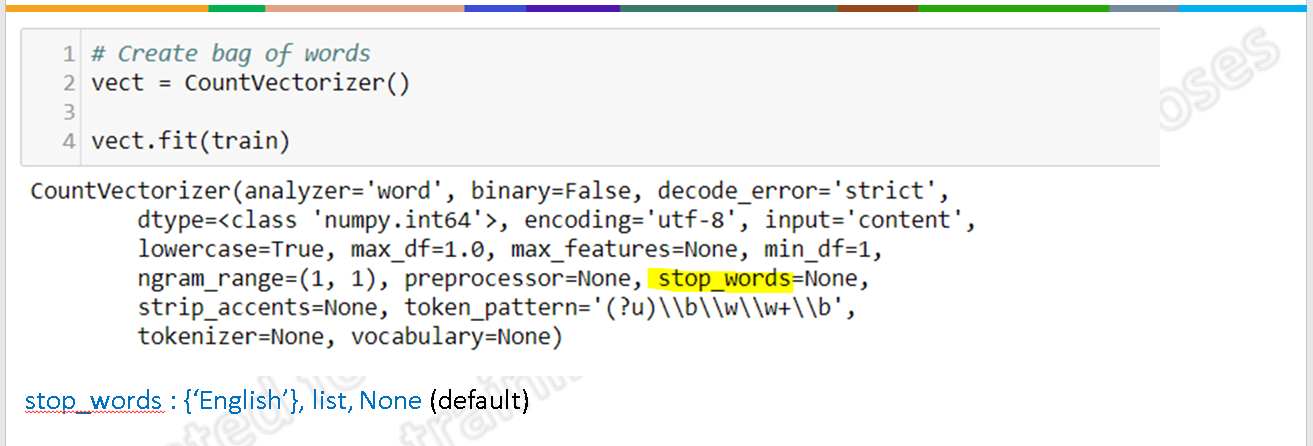 1 # Create bag of words
2 vect = CountVectorizer()
3
4 vect.fit(train)
CountVectorizer(analyzer='word', binary=False, decode_error='strict',
dtype=<class 'numpy.int64'>, encoding='utf-8', input='content',
lowercase=True, max_df=1.0, max_features=None, min_df=1,
ngram_range=(1, 1), preprocessor=None, stop_words=None,
strip_accents=None, token_pattern='(?u)\\b\\w\\w+\\b',
tokenizer=None, vocabulary=None)
stop_words : {‘English’}, list, None (default)